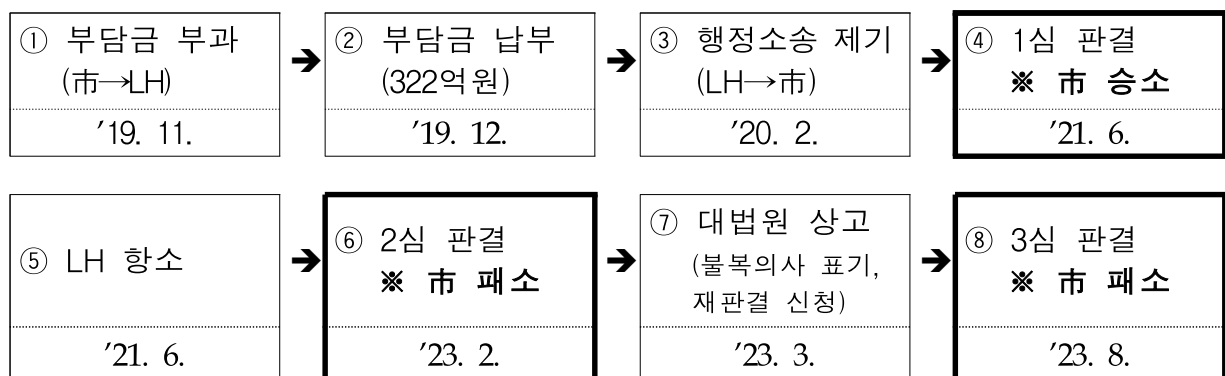 ① 부담금 부과
(市→LH)
'19. 11.
② 부담금 납부
(322억원)
'19. 12.
③ 행정소송 제기
(LH→市)
'20. 2.
④ 1심 판결
※ 市 승소
'21. 6.
⑤ LH 항소
'21. 6.
⑥ 2심 판결
※ 市 패소
'23. 2.
⑦ 대법원 상고
(불복의사 표기,
재판결 신청)
'23. 3.
⑧ 3심 판결
※ 市 패소
'23. 8.